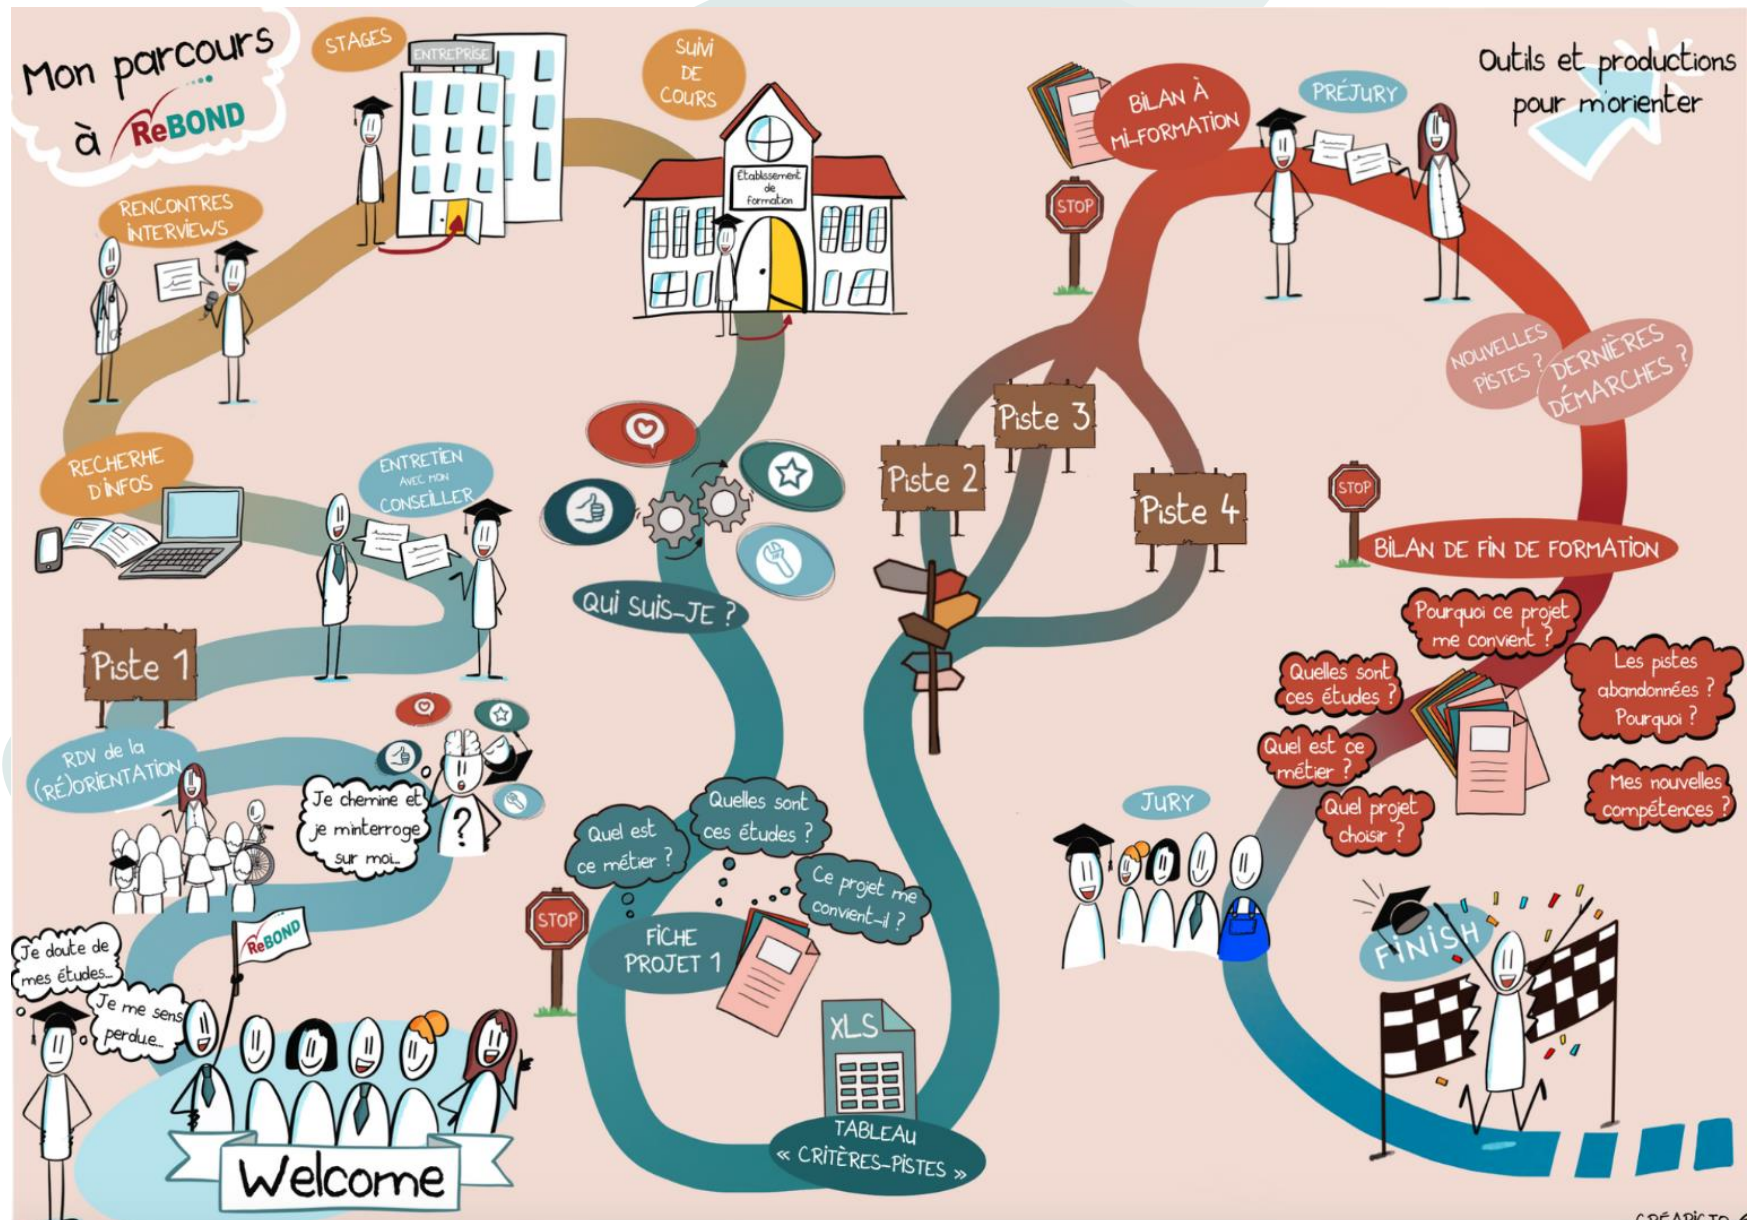 Mon parcours
à ReBOND
STAGES
ENTREPRISE
SUIVI
DE
COURS
Établissement
de
formation
RENCONTRES
INTERVIEWS
RECHERHE
D'INFOS
ENTRETIEN
AVEC MON
CONSEILLER
Piste 1
RDV de la
(RÉ)ORIENTATION
Je chemine et
je m'interroge
sur moi...
?
Je doute de
mes études...
Je me sens
perdue...
ReBOND
Welcome
QUI SUIS-JE ?
Quel est
ce métier ?
Quelles sont
ces études ?
Ce projet me
convient-il ?
STOP
FICHE
PROJET 1
XLS
TABLEAU
« CRITÈRES-PISTES »
Piste 2
Piste 3
Piste 4
STOP
BILAN À
MI-FORMATION
PRÉJURY
Outils et productions
pour m'orienter
NOUVELLES
PISTES ?
DERNIÈRES
DÉMARCHES ?
STOP
BILAN DE FIN DE FORMATION
Pourquoi ce projet
me convient ?
Quelles sont
ces études ?
Les pistes
abandonnées ?
Pourquoi ?
Quel est ce
métier ?
Mes nouvelles
compétences ?
Quel projet
choisir ?
JURY
FINISH